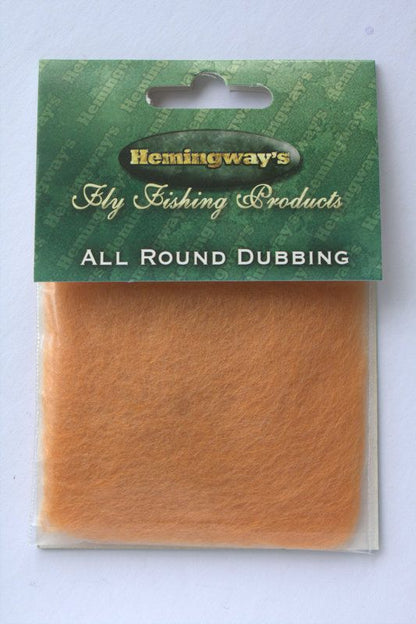 Hemingway's
Fly Fishing Products
ALL ROUND DUBBING